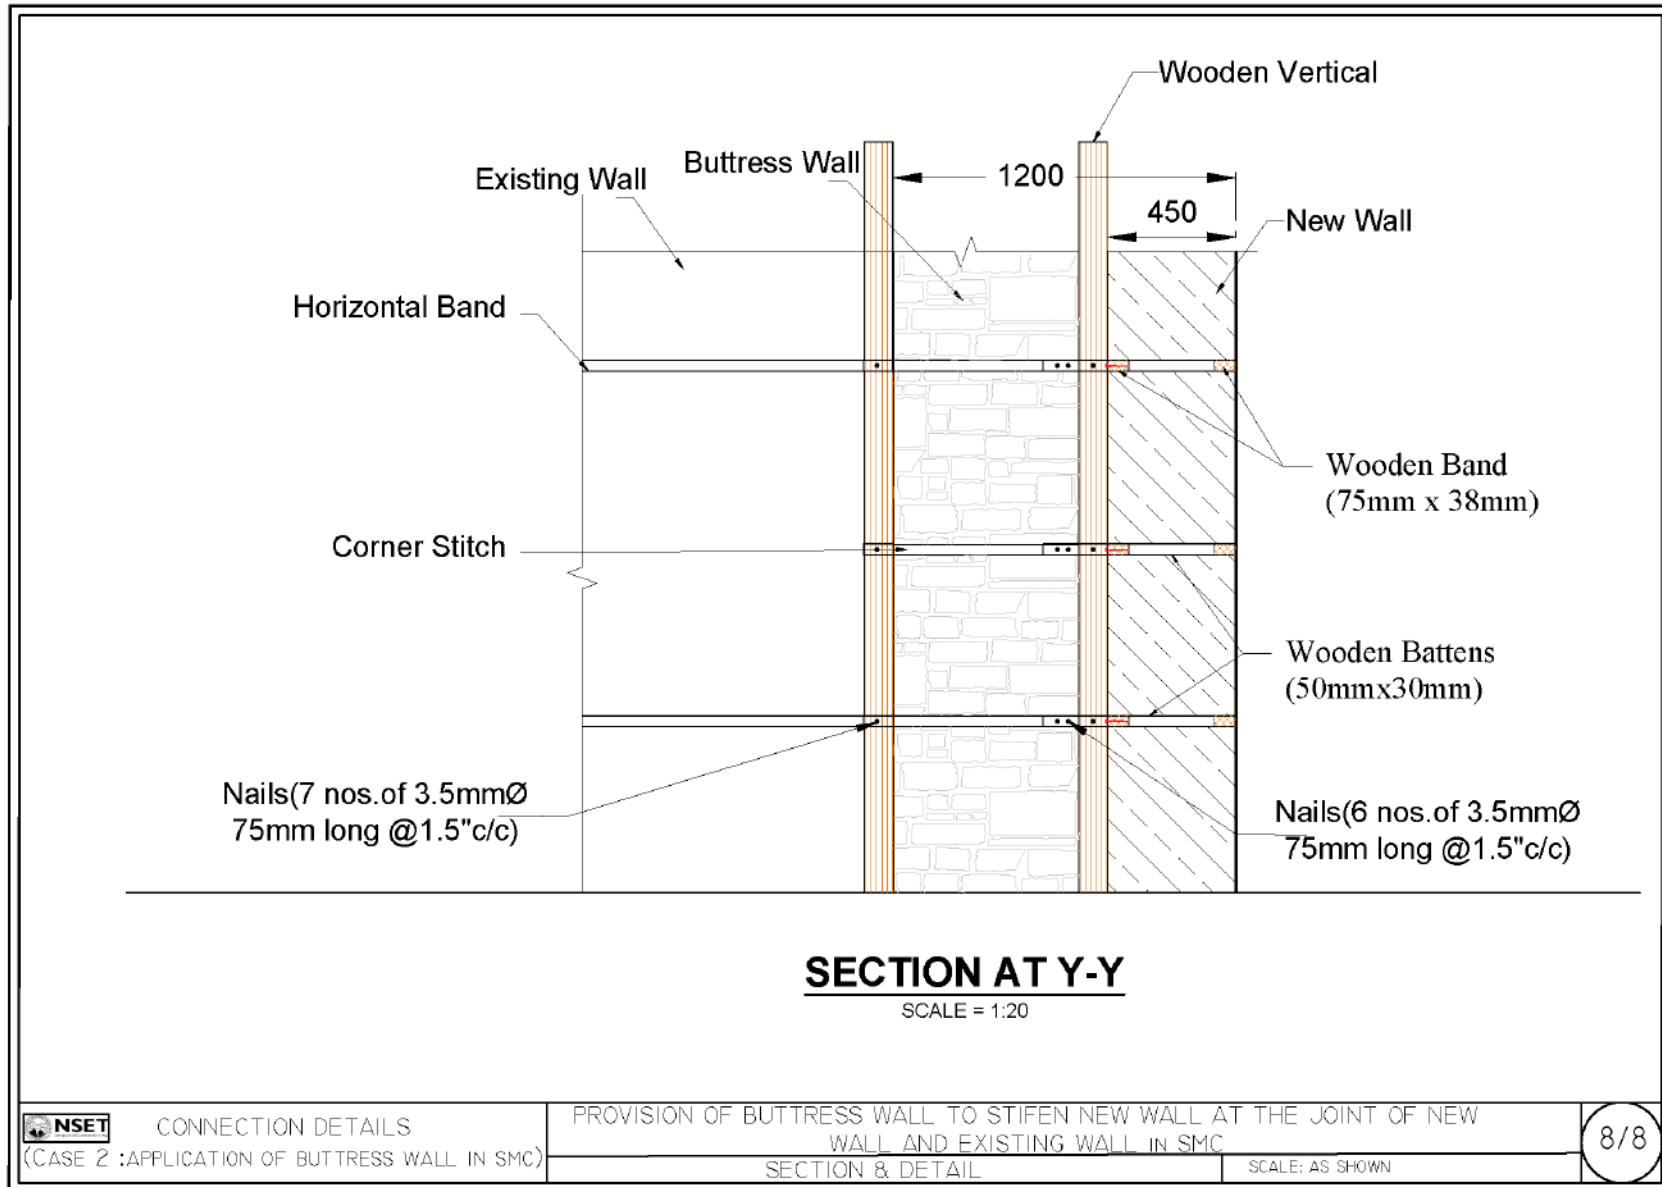 Wooden Vertical
Buttress Wall
1200
Existing Wall
450
New Wall
Horizontal Band
Wooden Band
(75mm x 38mm)
Corner Stitch
Wooden Battens
(50mmx30mm)
Nails(7 nos.of 3.5mmØ
75mm long @1.5"c/c)
Nails(6 nos.of 3.5mmØ
75mm long @1.5"c/c)
SECTION AT Y-Y
SCALE = 1:20
NSET
CONNECTION DETAILS
(CASE 2 :APPLICATION OF BUTTRESS WALL IN SMC)
PROVISION OF BUTTRESS WALL TO STIFEN NEW WALL AT THE JOINT OF NEW
WALL AND EXISTING WALL IN SMC
SECTION & DETAIL
SCALE: AS SHOWN
8/8